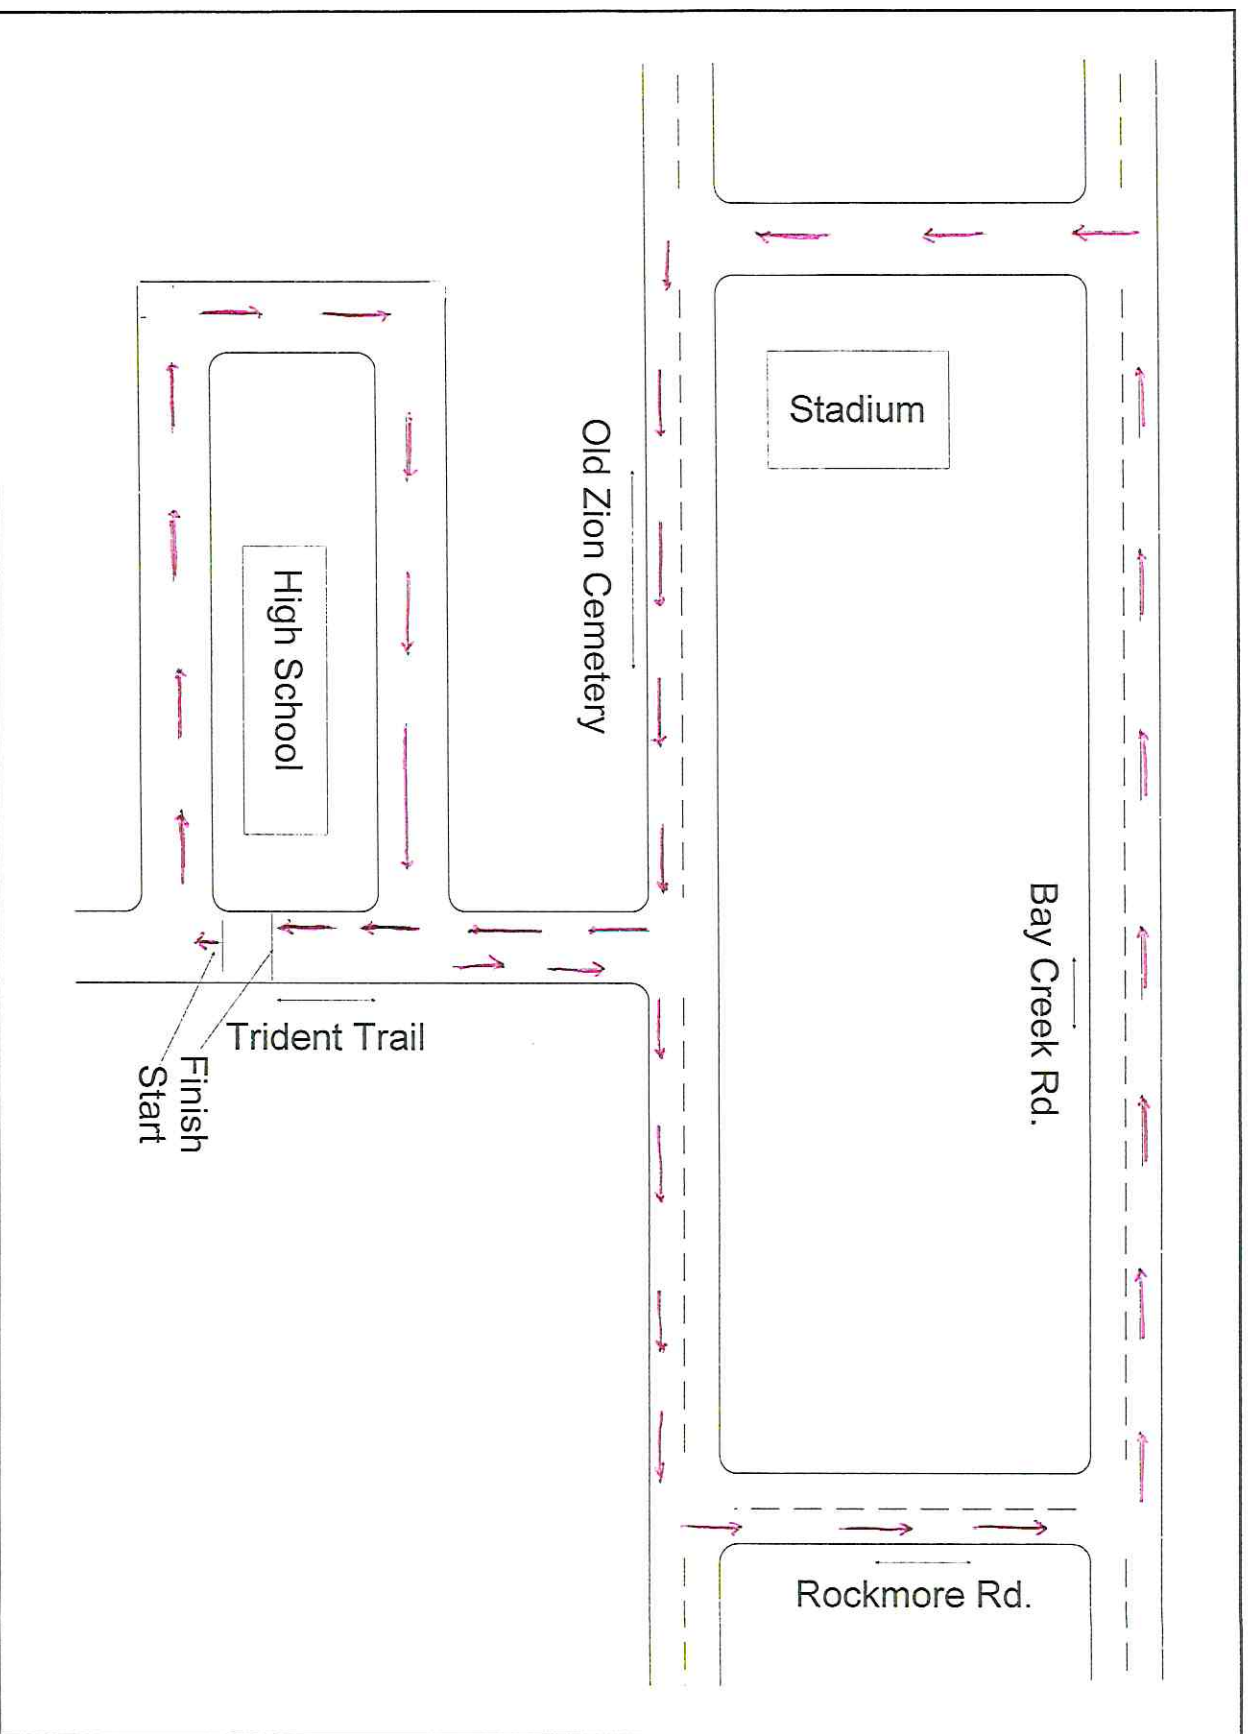 Stadium
Old Zion Cemetery
High School
Bay Creek Rd.
Trident Trail
Finish
Start
Rockmore Rd.